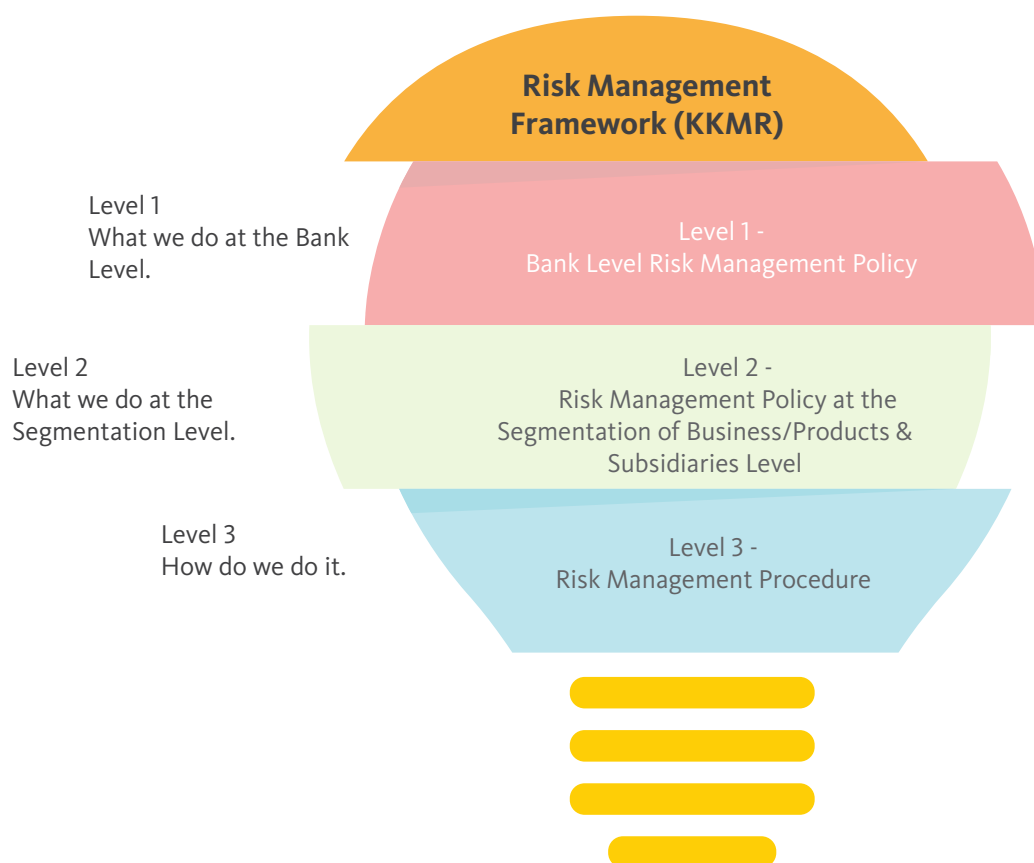 Risk Management
Framework (KKMR)
Level 1
What we do at the Bank
Level.
Level 1 -
Bank Level Risk Management Policy
Level 2
What we do at the
Segmentation Level.
Level 2 -
Risk Management Policy at the
Segmentation of Business/Products &
Subsidiaries Level
Level 3
How do we do it.
Level 3 -
Risk Management Procedure